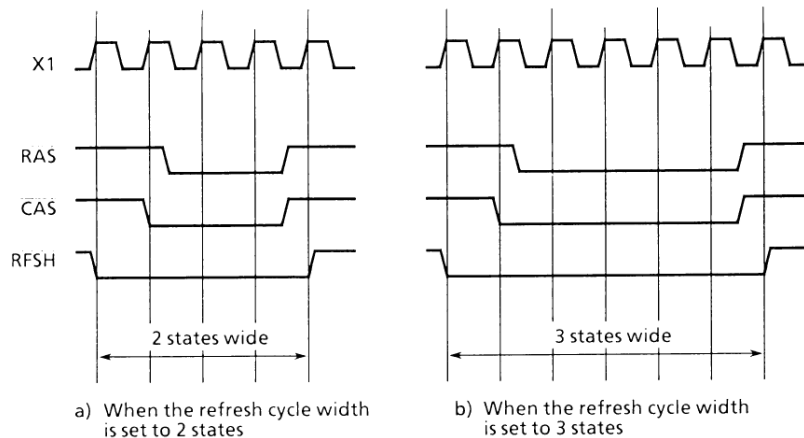 X1
RAS
CAS
RFSH
2 states wide
3 states wide
a) When the refresh cycle width
is set to 2 states
b) When the refresh cycle width
is set to 3 states